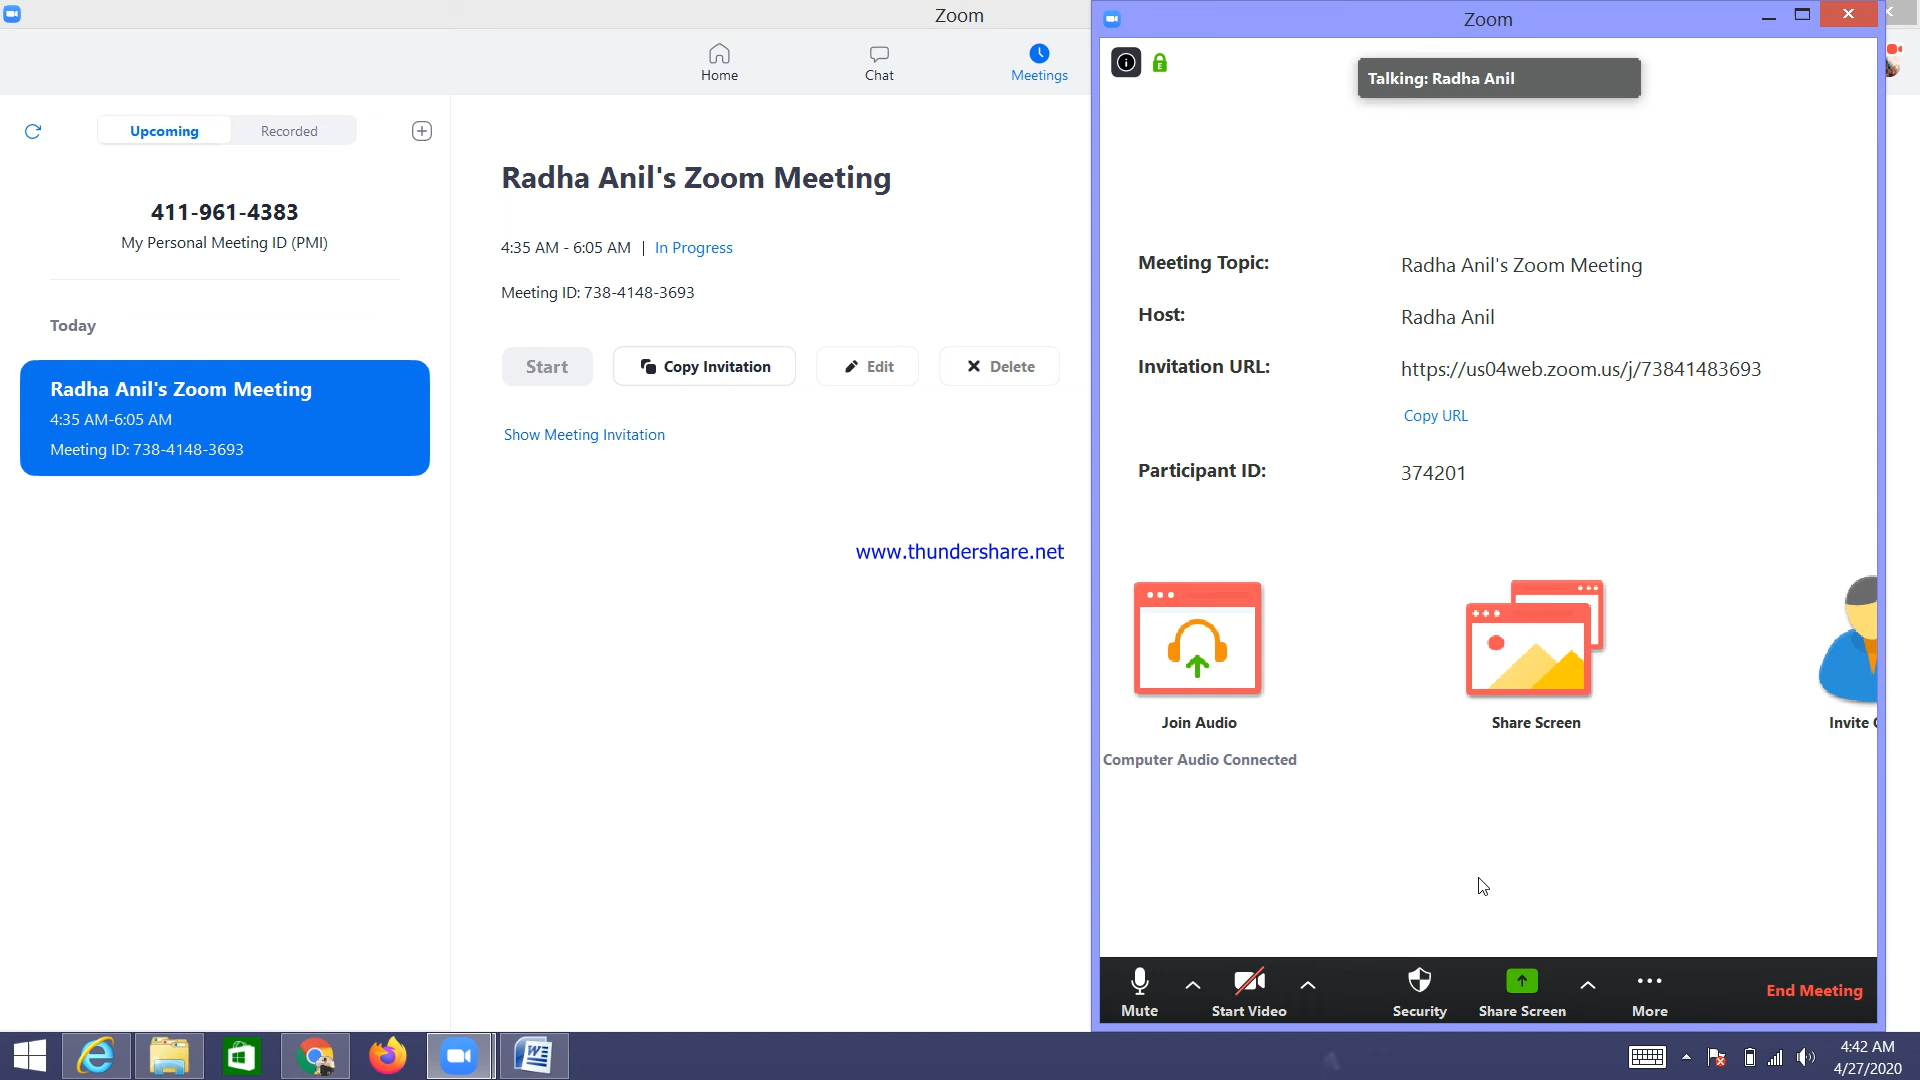 Zoom
Home
Chat
Meetings
Upcoming
Recorded
411-961-4383
My Personal Meeting ID (PMI)
Today
Radha Anil's Zoom Meeting
4:35 AM-6:05 AM
Meeting ID: 738-4148-3693
Radha Anil's Zoom Meeting
4:35 AM - 6:05 AM | In Progress
Meeting ID: 738-4148-3693
Start
Copy Invitation
Edit
Delete
Show Meeting Invitation
www.thundershare.net
Zoom
Talking: Radha Anil
Meeting Topic: Radha Anil's Zoom Meeting
Host: Radha Anil
Invitation URL: https://us04web.zoom.us/j/73841483693
Copy URL
Participant ID: 374201
Join Audio
Share Screen
Invite
Computer Audio Connected
Mute
Start Video
Security
Share Screen
More
End Meeting
4:42 AM
4/27/2020